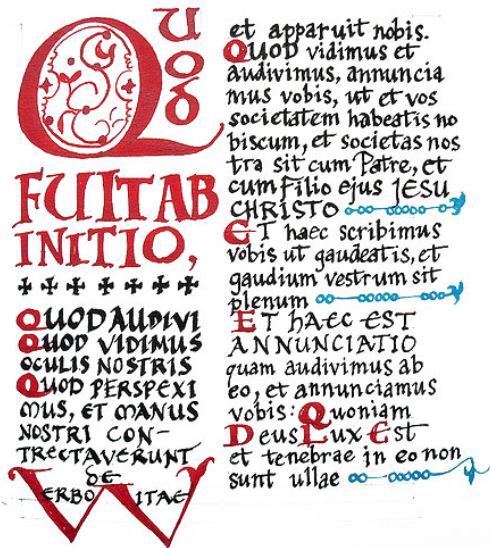 QUOD
FUIT AB
INITIO,
QUOD AUDIVI
QUOD VIDIMUS
OCULIS NOSTRIS
QUOD PERSPEXI
MUS, ET MANUS
NOSTRI CON-
TRECTAVERUNT
DE
VERBO VITAE
et apparuit nobis.
QUOD vidimus et
audivimus, annuncia
mus vobis, ut et vos
societatem habeatis no
biscum, et societas nos
tra sit cum Patre, et
cum Filio ejus JESU
CHRISTO
ET haec scribimus
vobis ut gaudeatis, et
gaudium vestrum sit
plenum
ET hAEC EST
ANNUNCIATIO
quam audivimus ab
eo, et annunciamus
vobis: Quoniam
Deus Lux Est
et tenebrae in eo non
sunt ullae